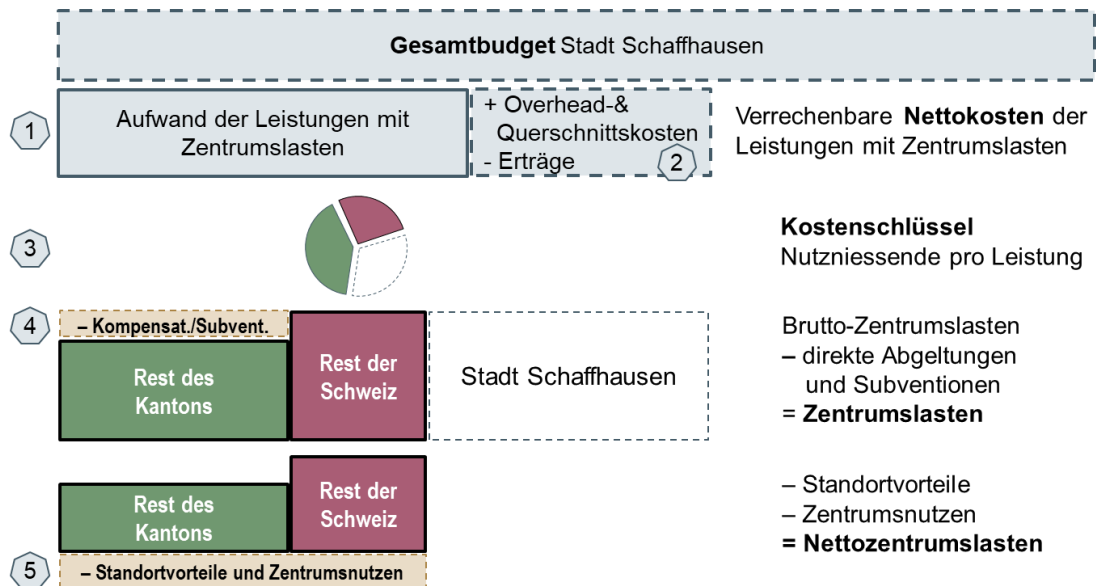 Gesamtbudget Stadt Schaffhausen
1
Aufwand der Leistungen mit
Zentrumslasten
+ Overhead-&
Querschnittskosten
- Erträge
2
Verrechenbare Nettokosten der
Leistungen mit Zentrumslasten
3
Kostenschlüssel
Nutzniessende pro Leistung
4
– Kompensat./Subvent.
Rest des
Kantons
Rest der
Schweiz
Stadt Schaffhausen
Brutto-Zentrumslasten
– direkte Abgeltungen
und Subventionen
= Zentrumslasten
Rest des
Kantons
Rest der
Schweiz
– Standortvorteile
– Zentrumsnutzen
= Nettozentrumslasten
5
– Standortvorteile und Zentrumsnutzen